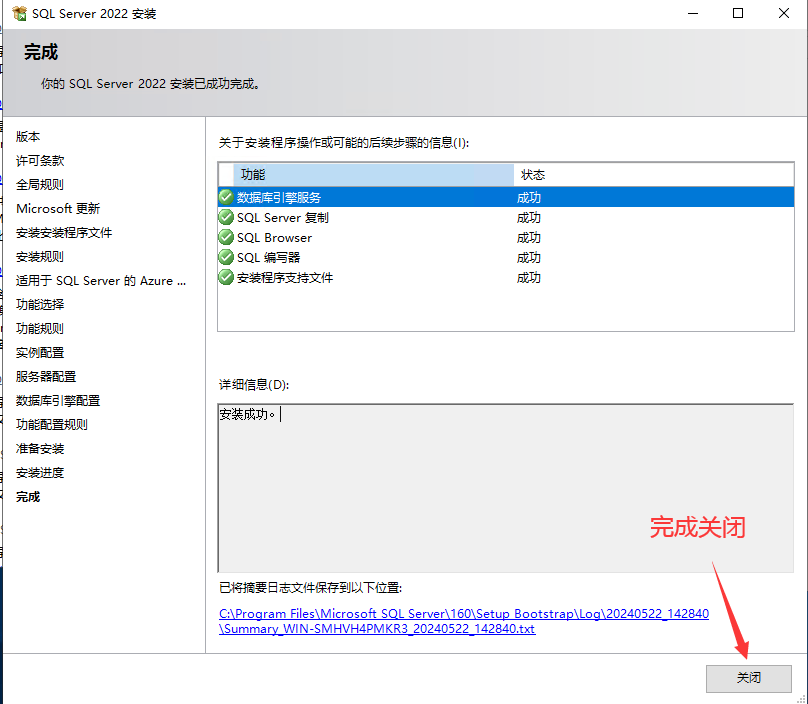 SQL Server 2022 安装
完成
你的 SQL Server 2022 安装已成功完成。
版本
许可条款
全局规则
Microsoft 更新
安装安装程序文件
安装规则
适用于 SQL Server 的 Azure ...
功能选择
功能规则
实例配置
服务器配置
数据库引擎配置
功能配置规则
准备安装
安装进度
完成
关于安装程序操作或可能的后续步骤的信息(I):
功能 状态
数据库引擎服务 成功
SQL Server 复制 成功
SQL Browser 成功
SQL 编写器 成功
安装程序支持文件 成功
详细信息(D):
安装成功。
完成关闭
已将摘要日志文件保存到以下位置:
C:\Program Files\Microsoft SQL Server\160\Setup Bootstrap\Log\20240522_142840
\Summary_WIN-SMHVH4PMKR3_20240522_142840.txt
关闭